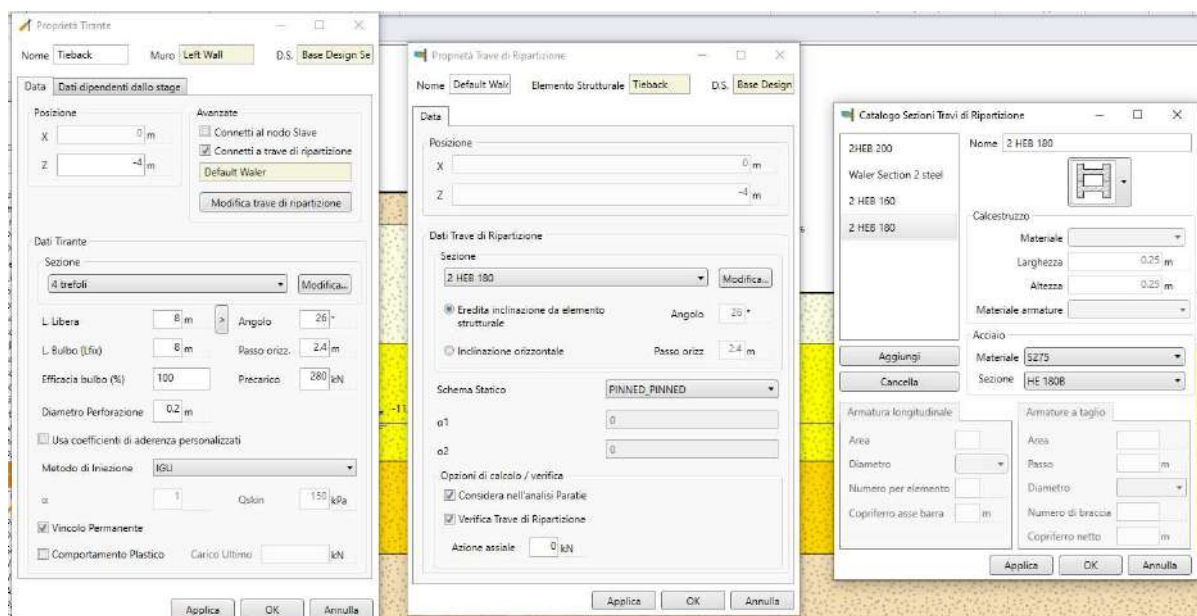 Proprietà Tirante
Nome Tieback Muro Left Wall D.S. Base Design Se
Data Dati dipendenti dallo stage
Posizione
X 0 m
Z -4 m
Avanzate
Connetti al nodo Slave
Connetti a trave di ripartizione
Default Waler
Modifica trave di ripartizione
Dati Tirante
Sezione
4 trefoli Modifica...
L. Libera 8 m > Angolo 26 °
L. Bulbo (Lfix) 8 m Passo orizz. 2.4 m
Efficacia bulbo (%) 100 Precarico 280 kN
Diametro Perforazione 0.2 m
Usa coefficienti di aderenza personalizzati
Metodo di Iniezione IGU
α 1 Qskin 150 kPa
Vincolo Permanente
Comportamento Plastico Carico Ultimo kN
Applica OK Annulla
Proprietà Trave di Ripartizione
Nome Default Wale Elemento Strutturale Tieback D.S. Base Design
Data
Posizione
X 0 m
Z -4 m
Dati Trave di Ripartizione
Sezione
2 HEB 180 Modifica...
Eredita inclinazione da elemento
strutturale
Angolo 26 °
Inclinazione orizzontale Passo orizz 2.4 m
Schema Statico PINNED_PINNED
α1 0
α2 0
Opzioni di calcolo / verifica
Considera nell'analisi Paratie
Verifica Trave di Ripartizione
Azione assiale 0 kN
Applica OK Annulla
Catalogo Sezioni Travi di Ripartizione
2HEB 200
Waler Section 2 steel
2 HEB 160
2 HEB 180
Aggiungi
Cancella
Nome 2 HEB 180
Calcestruzzo
Materiale
Larghezza 0.25 m
Altezza 0.25 m
Materiale armature
Acciaio
Materiale S275
Sezione HE 180B
Armatura longitudinale
Area
Diametro
Numero per elemento
Copriferro asse barra m
Armature a taglio
Area
Passo m
Diametro
Numero di braccia
Copriferro netto m
Applica OK Annulla